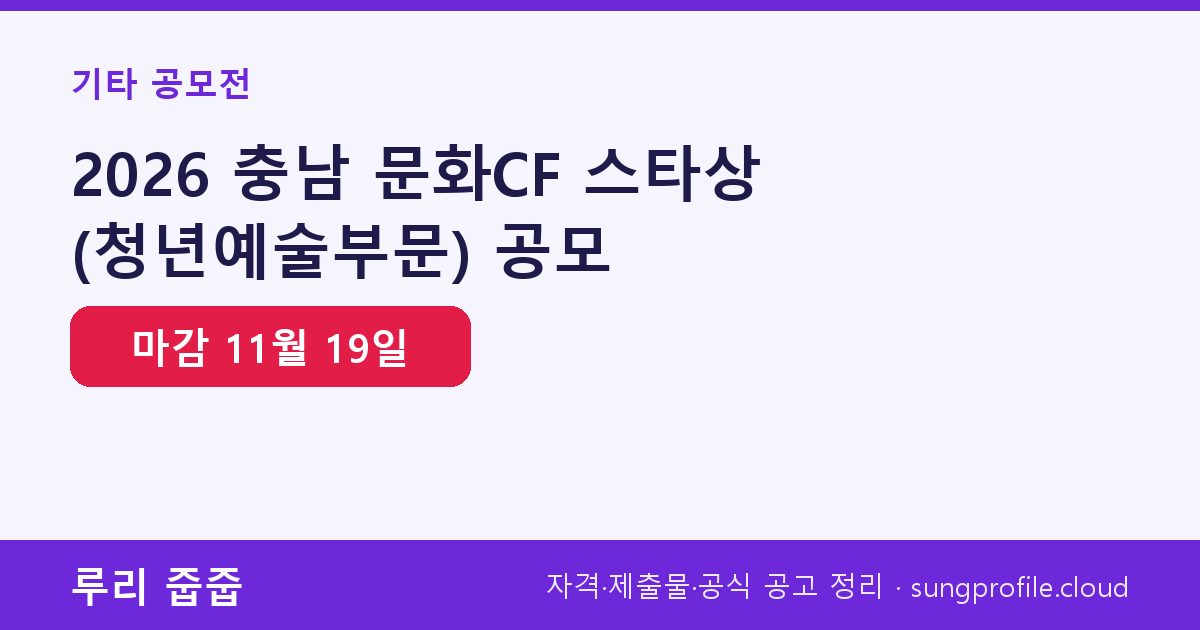 기타 공모전
2026 충남 문화CF 스타상
(청년예술부문) 공모
마감 11월 19일
루리 줍줍
자격·제출물·공식 공고 정리 · sungprofile.cloud